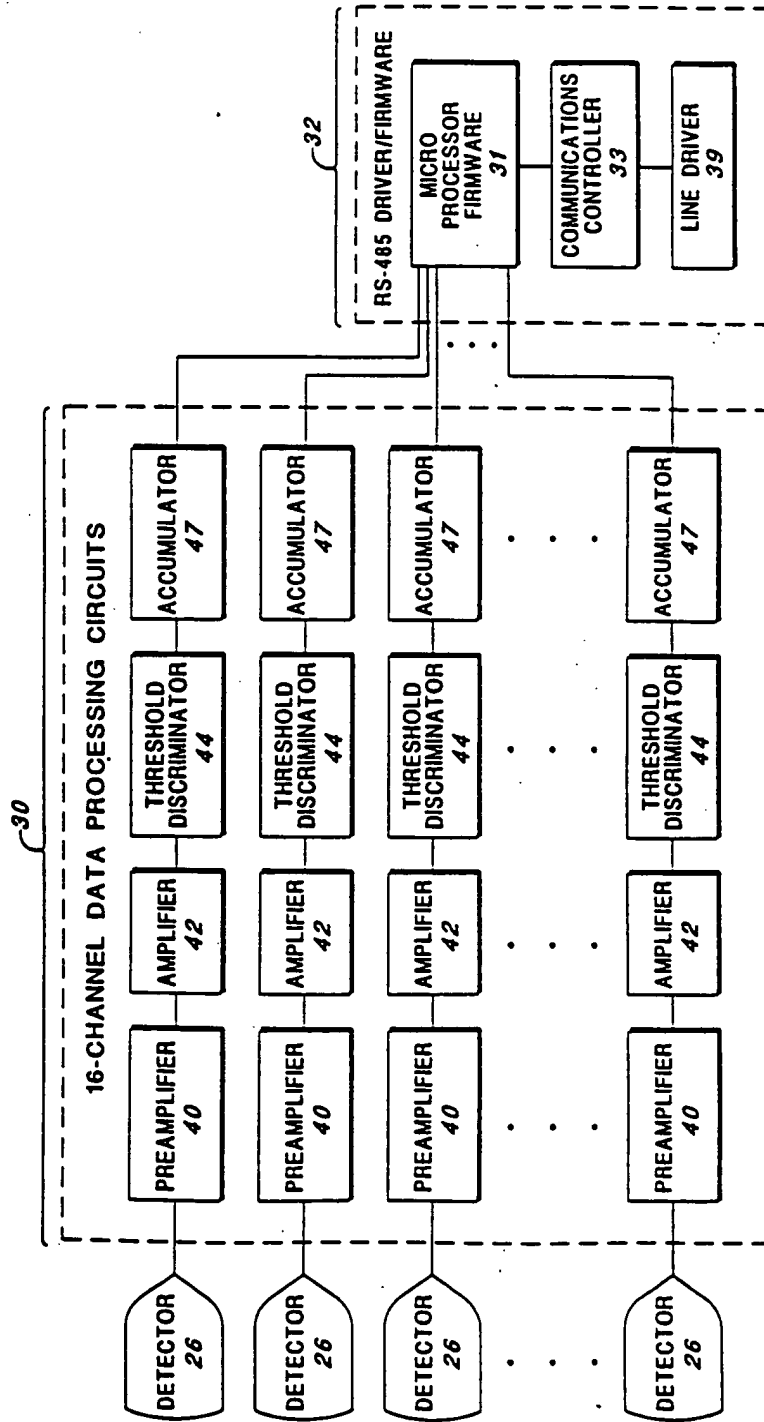 30
16-CHANNEL DATA PROCESSING CIRCUITS
DETECTOR
26
PREAMPLIFIER
40
AMPLIFIER
42
THRESHOLD
DISCRIMINATOR
44
ACCUMULATOR
47
DETECTOR
26
PREAMPLIFIER
40
AMPLIFIER
42
THRESHOLD
DISCRIMINATOR
44
ACCUMULATOR
47
DETECTOR
26
PREAMPLIFIER
40
AMPLIFIER
42
THRESHOLD
DISCRIMINATOR
44
ACCUMULATOR
47
DETECTOR
26
PREAMPLIFIER
40
AMPLIFIER
42
THRESHOLD
DISCRIMINATOR
44
ACCUMULATOR
47
32
RS-485 DRIVER/FIRMWARE
MICRO
PROCESSOR
FIRMWARE
31
COMMUNICATIONS
CONTROLLER
33
LINE DRIVER
39